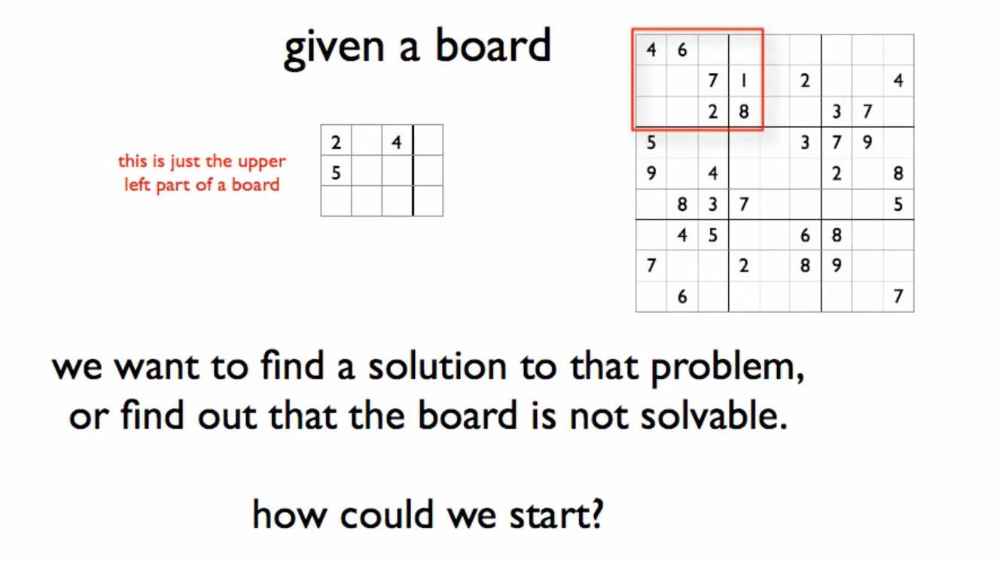 given a board
4 6
7 1 2 4
2 8 3 7
5 3 7 9
9 4 2 8
8 3 7 5
4 5 6 8
7 2 8 9
6 7
2 4
5
this is just the upper
left part of a board
we want to find a solution to that problem,
or find out that the board is not solvable.
how could we start?